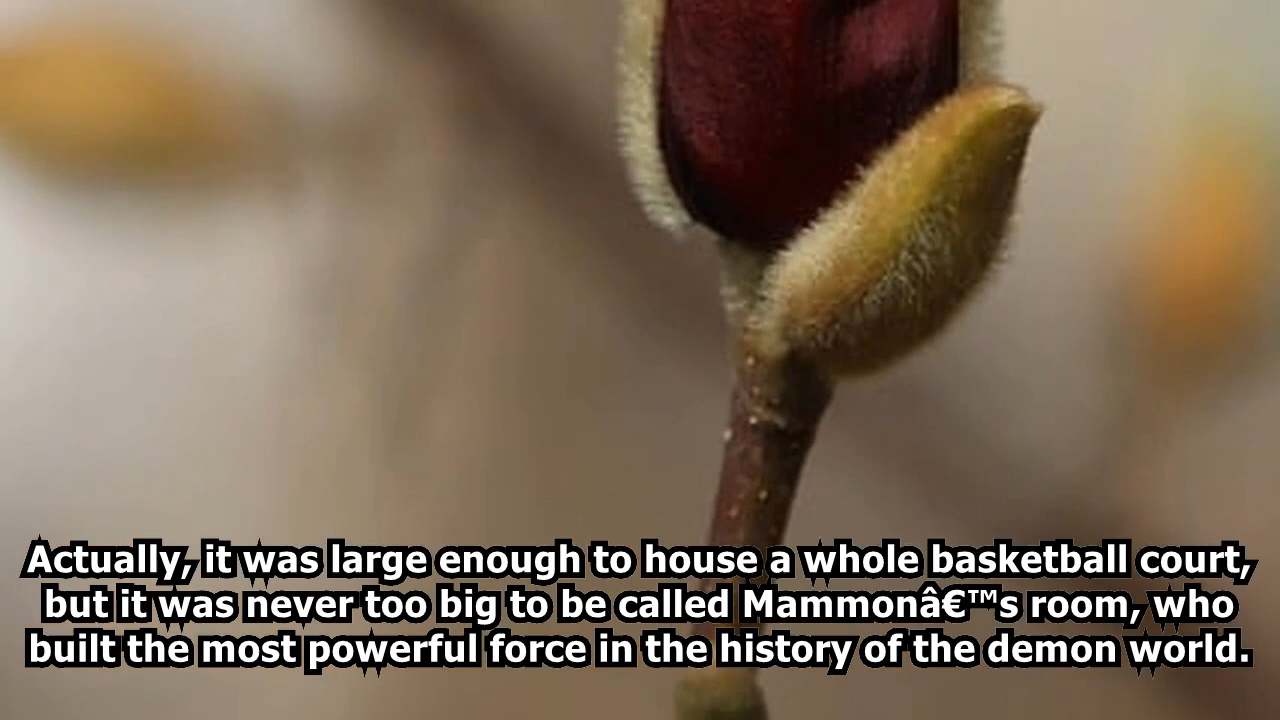 Actually, it was large enough to house a whole basketball court,
but it was never too big to be called Mammonâ€™s room, who
built the most powerful force in the history of the demon world.